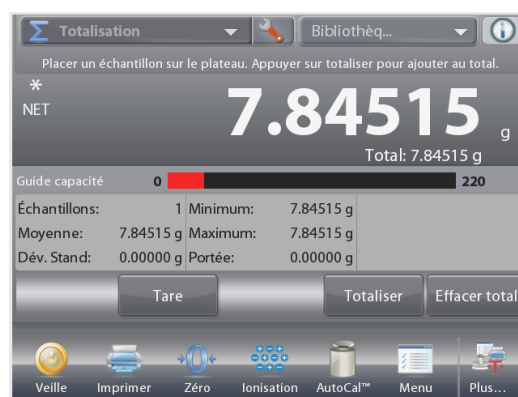 Σ Totalisation Bibliothèq... i
Placer un échantillon sur le plateau. Appuyer sur totaliser pour ajouter au total.
*
NET
7.84515 g
Total: 7.84515 g
Guide capacité 0 220
Échantillons: 1 Minimum: 7.84515 g
Moyenne: 7.84515 g Maximum: 7.84515 g
Dév. Stand: 0.00000 g Portée: 0.00000 g
Tare Totaliser Effacer total
Veille Imprimer Zéro Ionisation AutoCal™ Menu Plus...